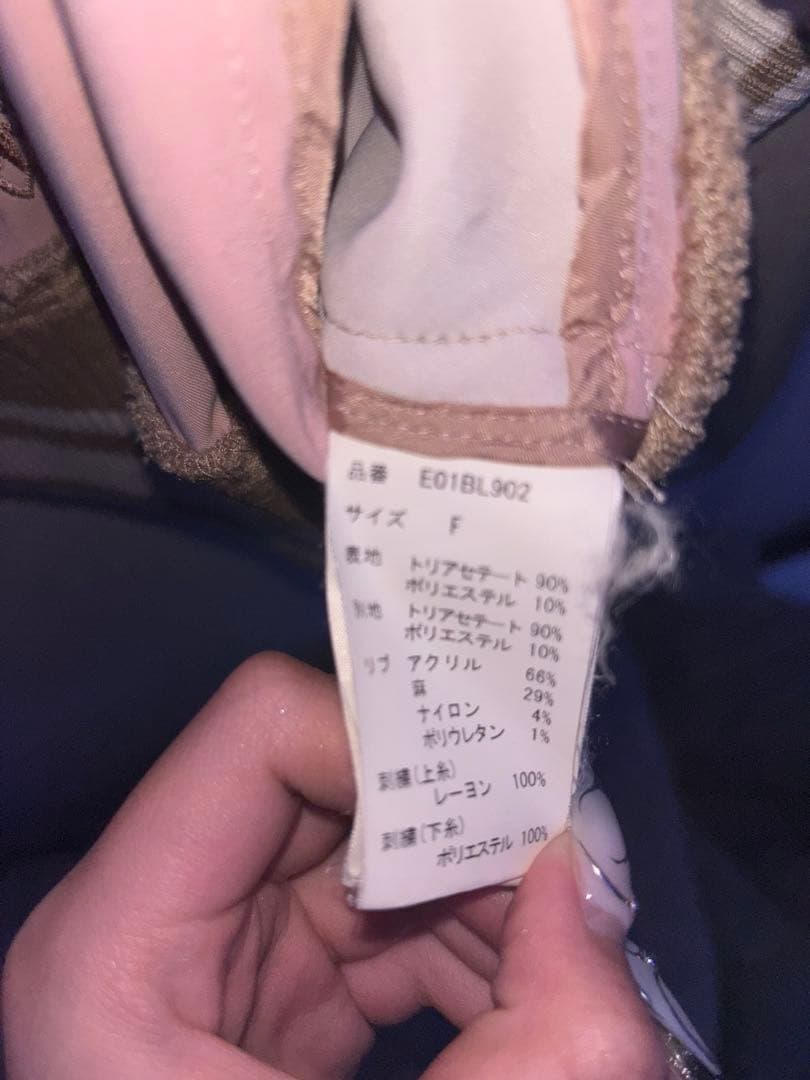 品番 E01BL902
サイズ F
表地 トリアセテート 90%
ポリエステル 10%
別地 トリアセテート 90%
ポリエステル 10%
リブ アクリル 66%
麻 29%
ナイロン 4%
ポリウレタン 1%
刺繍(上糸)
レーヨン 100%
刺繍(下糸)
ポリエステル 100%